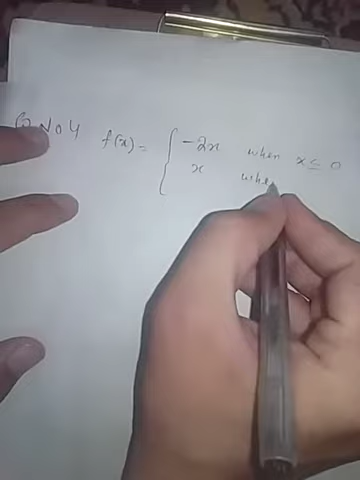 Q No 4 f(x) = { -2x when x ≤ 0
x whe